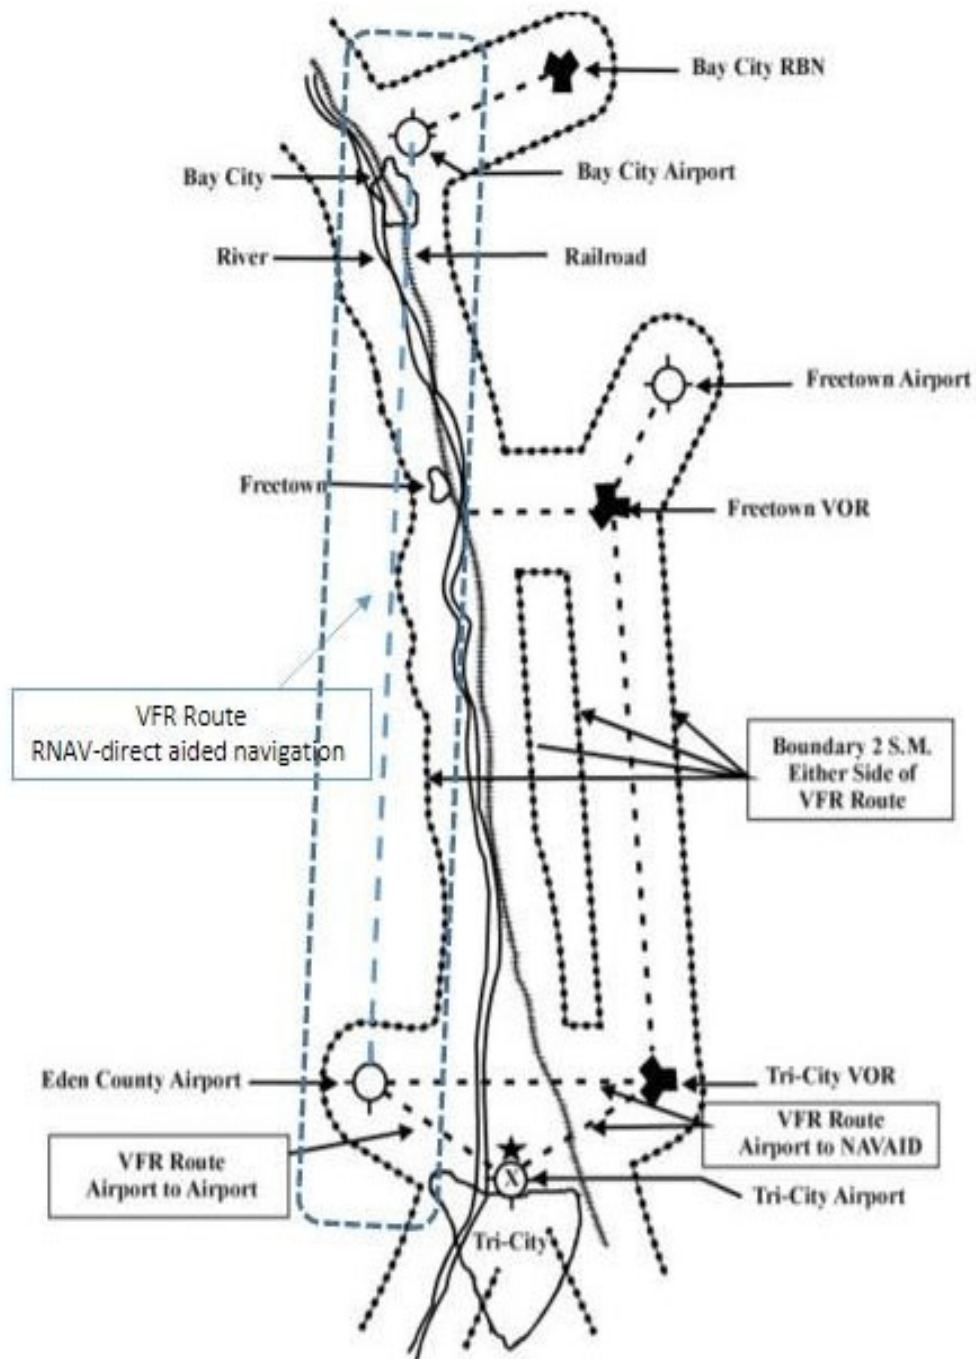 Bay City RBN
Bay City
Bay City Airport
River
Railroad
Freetown Airport
Freetown
Freetown VOR
VFR Route
RNAV-direct aided navigation
Boundary 2 S.M.
Either Side of
VFR Route
Eden County Airport
Tri-City VOR
VFR Route
Airport to NAVAID
VFR Route
Airport to Airport
X
Tri-City Airport
Tri-City